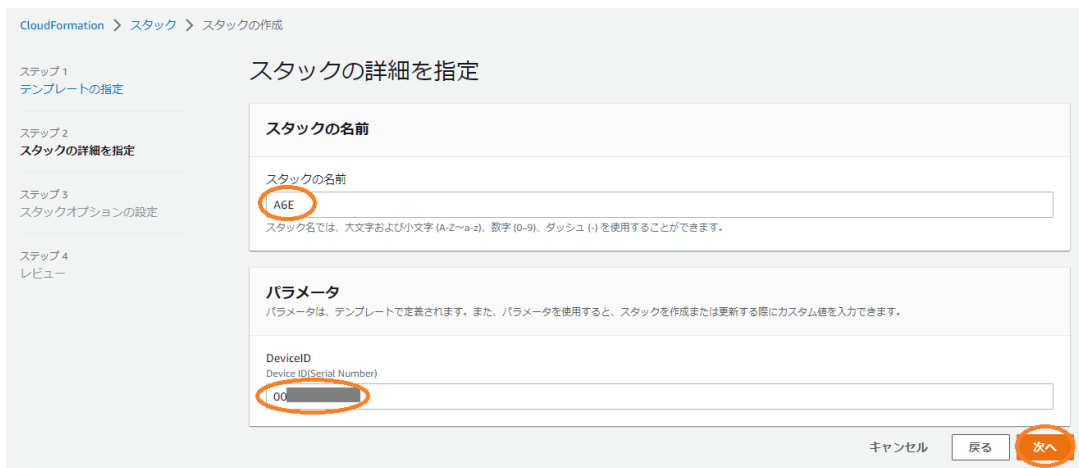 CloudFormation > スタック > スタックの作成
ステップ 1
テンプレートの指定
ステップ 2
スタックの詳細を指定
ステップ 3
スタックオプションの設定
ステップ 4
レビュー
スタックの詳細を指定
スタックの名前
スタックの名前
A6E
スタック名では、大文字および小文字 (A-Z～a-z)、数字 (0-9)、ダッシュ (-) を使用することができます。
パラメータ
パラメータは、テンプレートで定義されます。また、パラメータを使用すると、スタックを作成または更新する際にカスタム値を入力できます。
DeviceID
Device ID(Serial Number)
00
キャンセル 戻る 次へ